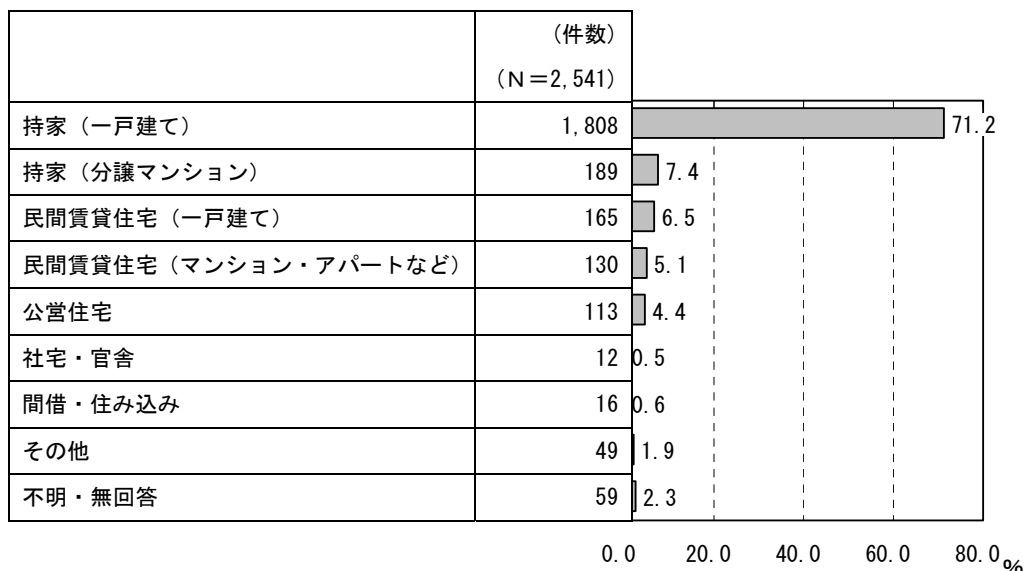 （件数）
（Ｎ＝2,541）
持家（一戸建て） 1,808 71.2
持家（分譲マンション） 189 7.4
民間賃貸住宅（一戸建て） 165 6.5
民間賃貸住宅（マンション・アパートなど） 130 5.1
公営住宅 113 4.4
社宅・官舎 12 0.5
間借・住み込み 16 0.6
その他 49 1.9
不明・無回答 59 2.3
0.0 20.0 40.0 60.0 80.0 %